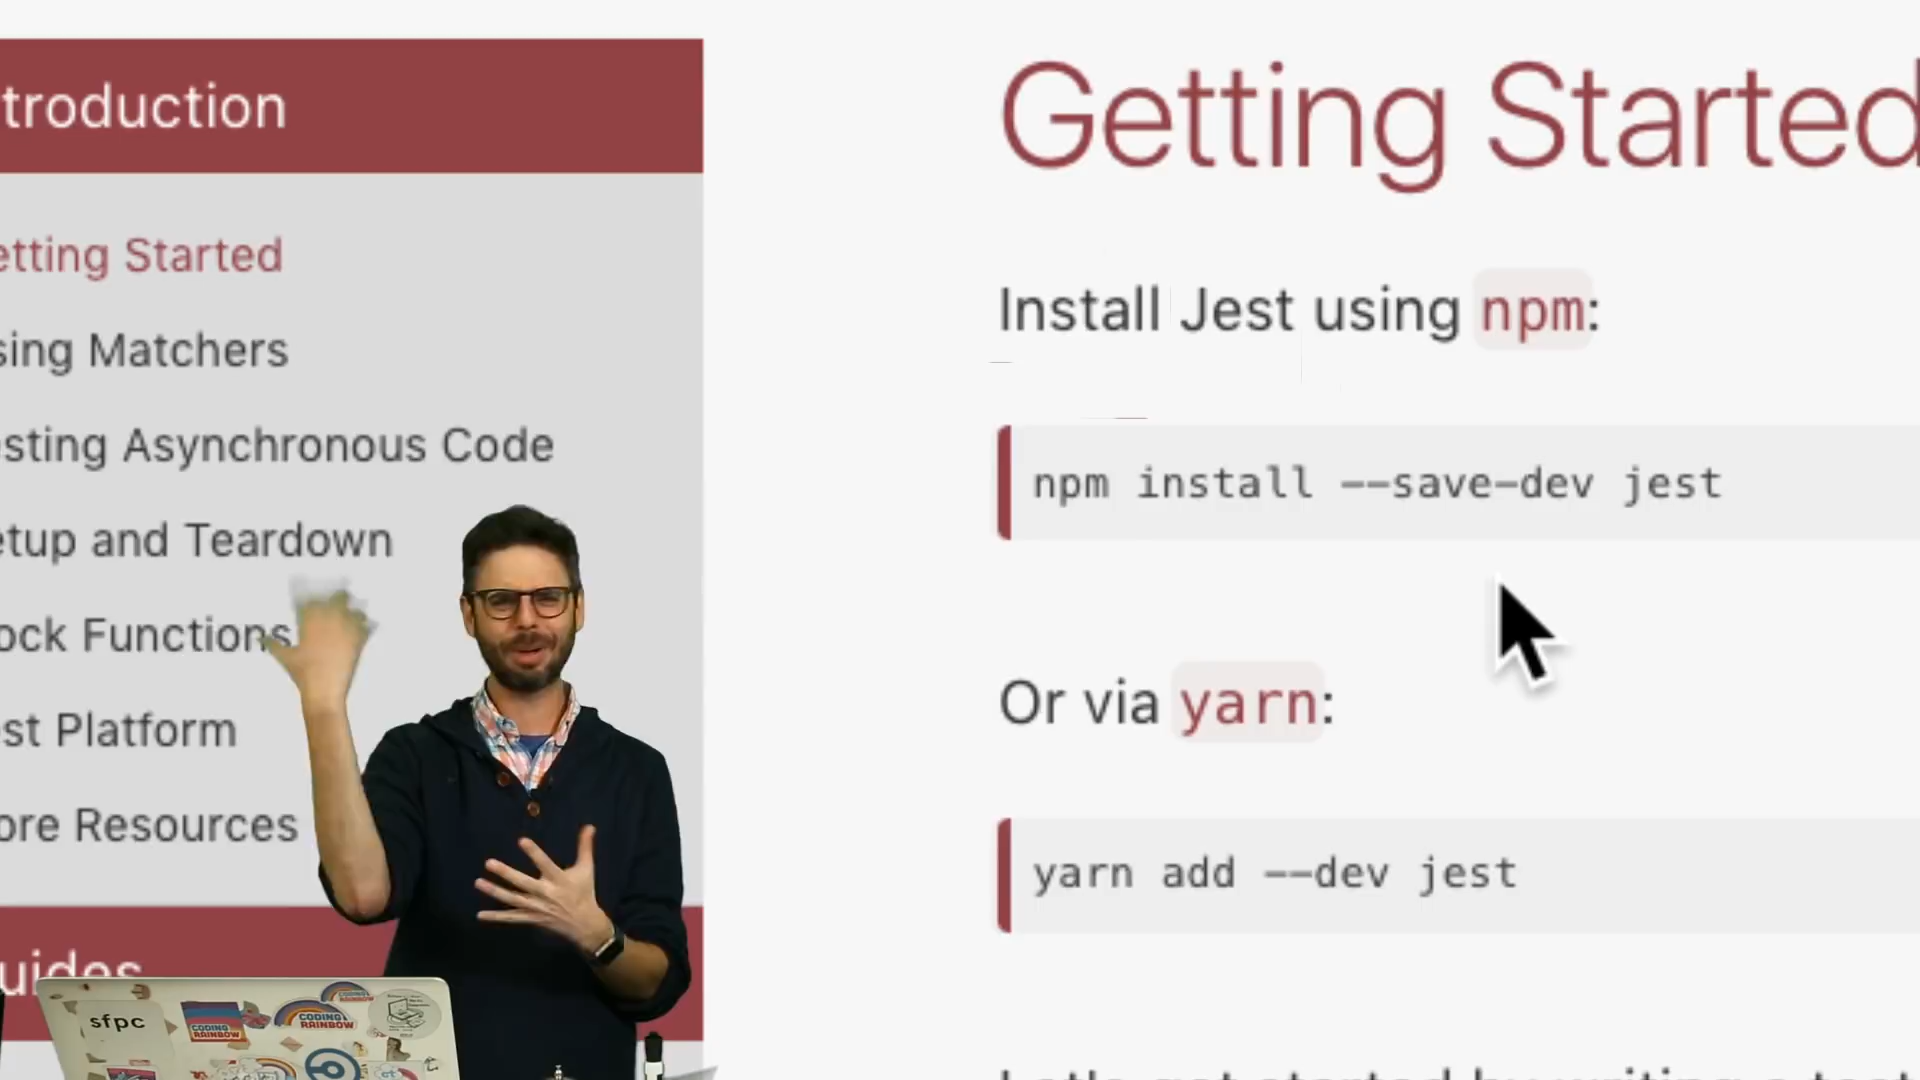 troduction
etting Started
sing Matchers
esting Asynchronous Code
etup and Teardown
ock Functions
st Platform
ore Resources
uides
Getting Started
Install Jest using npm:
npm install --save-dev jest
Or via yarn:
yarn add --dev jest
sfpc
CODING RAINBOW
CODING RAINBOW
CODING RAINBOW